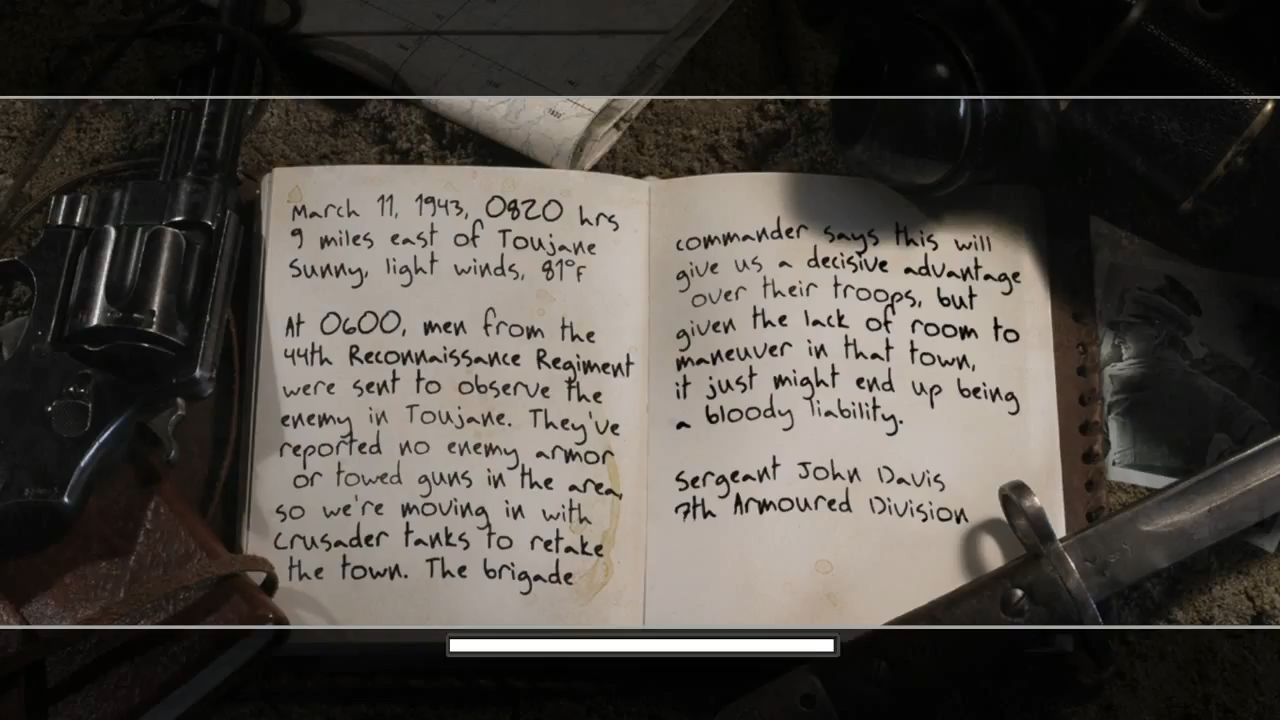 March 11, 1943, 0820 hrs
9 miles east of Toujane
Sunny, light winds, 81°F
At 0600, men from the
44th Reconnaissance Regiment
were sent to observe the
enemy in Toujane. They've
reported no enemy armor
or towed guns in the area,
so we're moving in with
Crusader tanks to retake
the town. The brigade
commander says this will
give us a decisive advantage
over their troops, but
given the lack of room to
maneuver in that town,
it just might end up being
a bloody liability.
Sergeant John Davis
7th Armoured Division